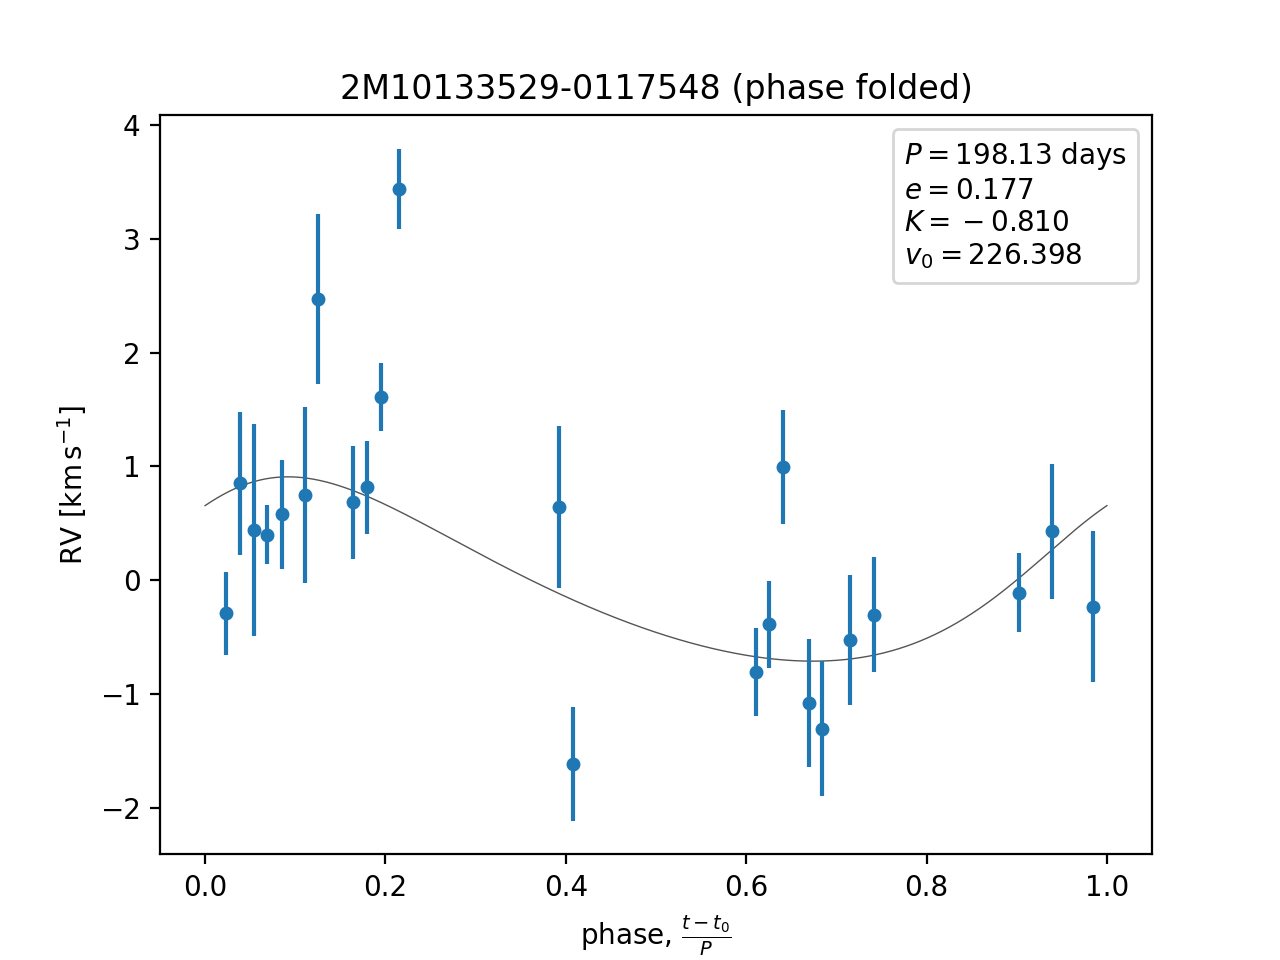 2M10133529-0117548 (phase folded)
P = 198.13 days
e = 0.177
K = −0.810
v₀ = 226.398
4
3
2
1
0
−1
−2
RV [km s⁻¹]
0.0 0.2 0.4 0.6 0.8 1.0
phase, (t − t₀)/P